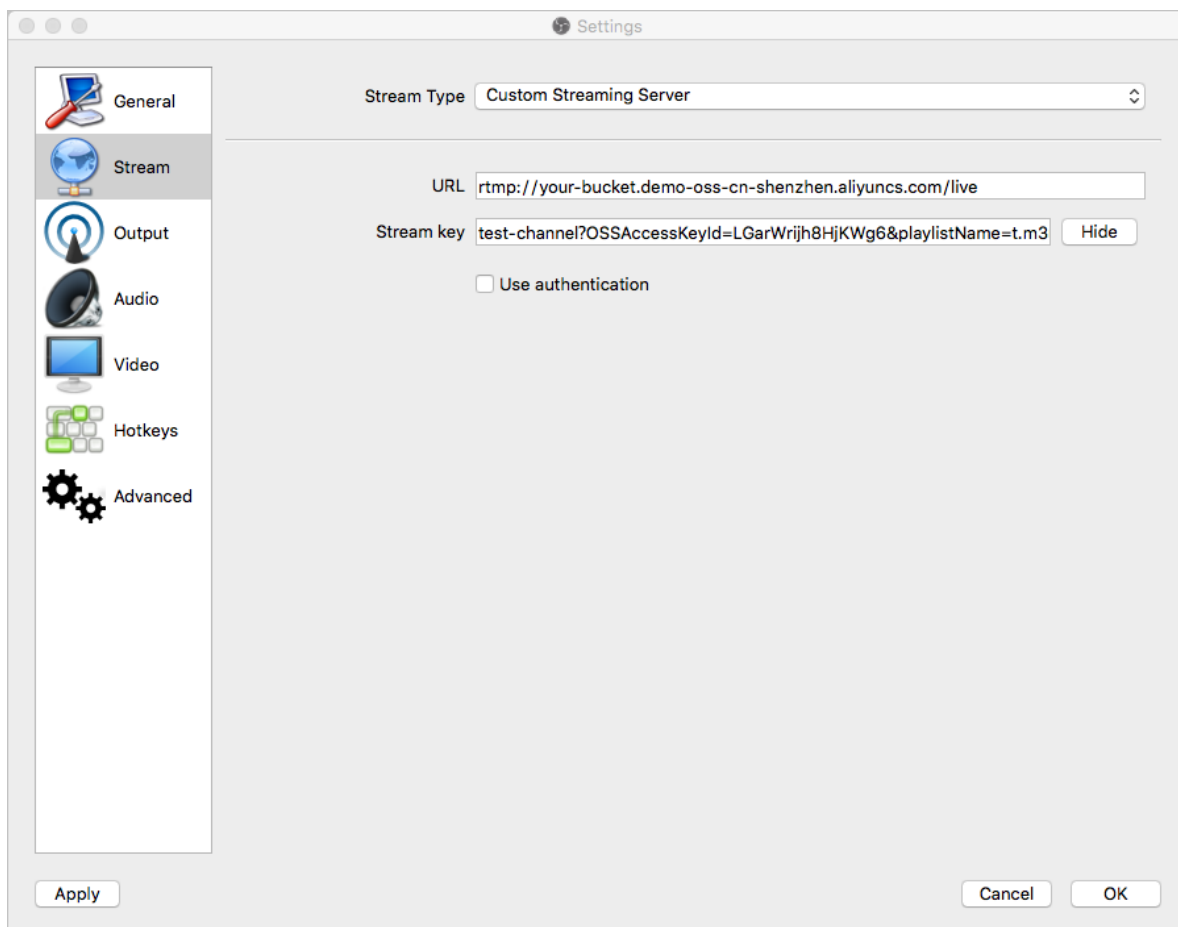 Settings
General
Stream
Output
Audio
Video
Hotkeys
Advanced
Stream Type Custom Streaming Server
URL rtmp://your-bucket.demo-oss-cn-shenzhen.aliyuncs.com/live
Stream key test-channel?OSSAccessKeyId=LGarWrijh8HjKWg6&playlistName=t.m3 Hide
Use authentication
Apply Cancel OK